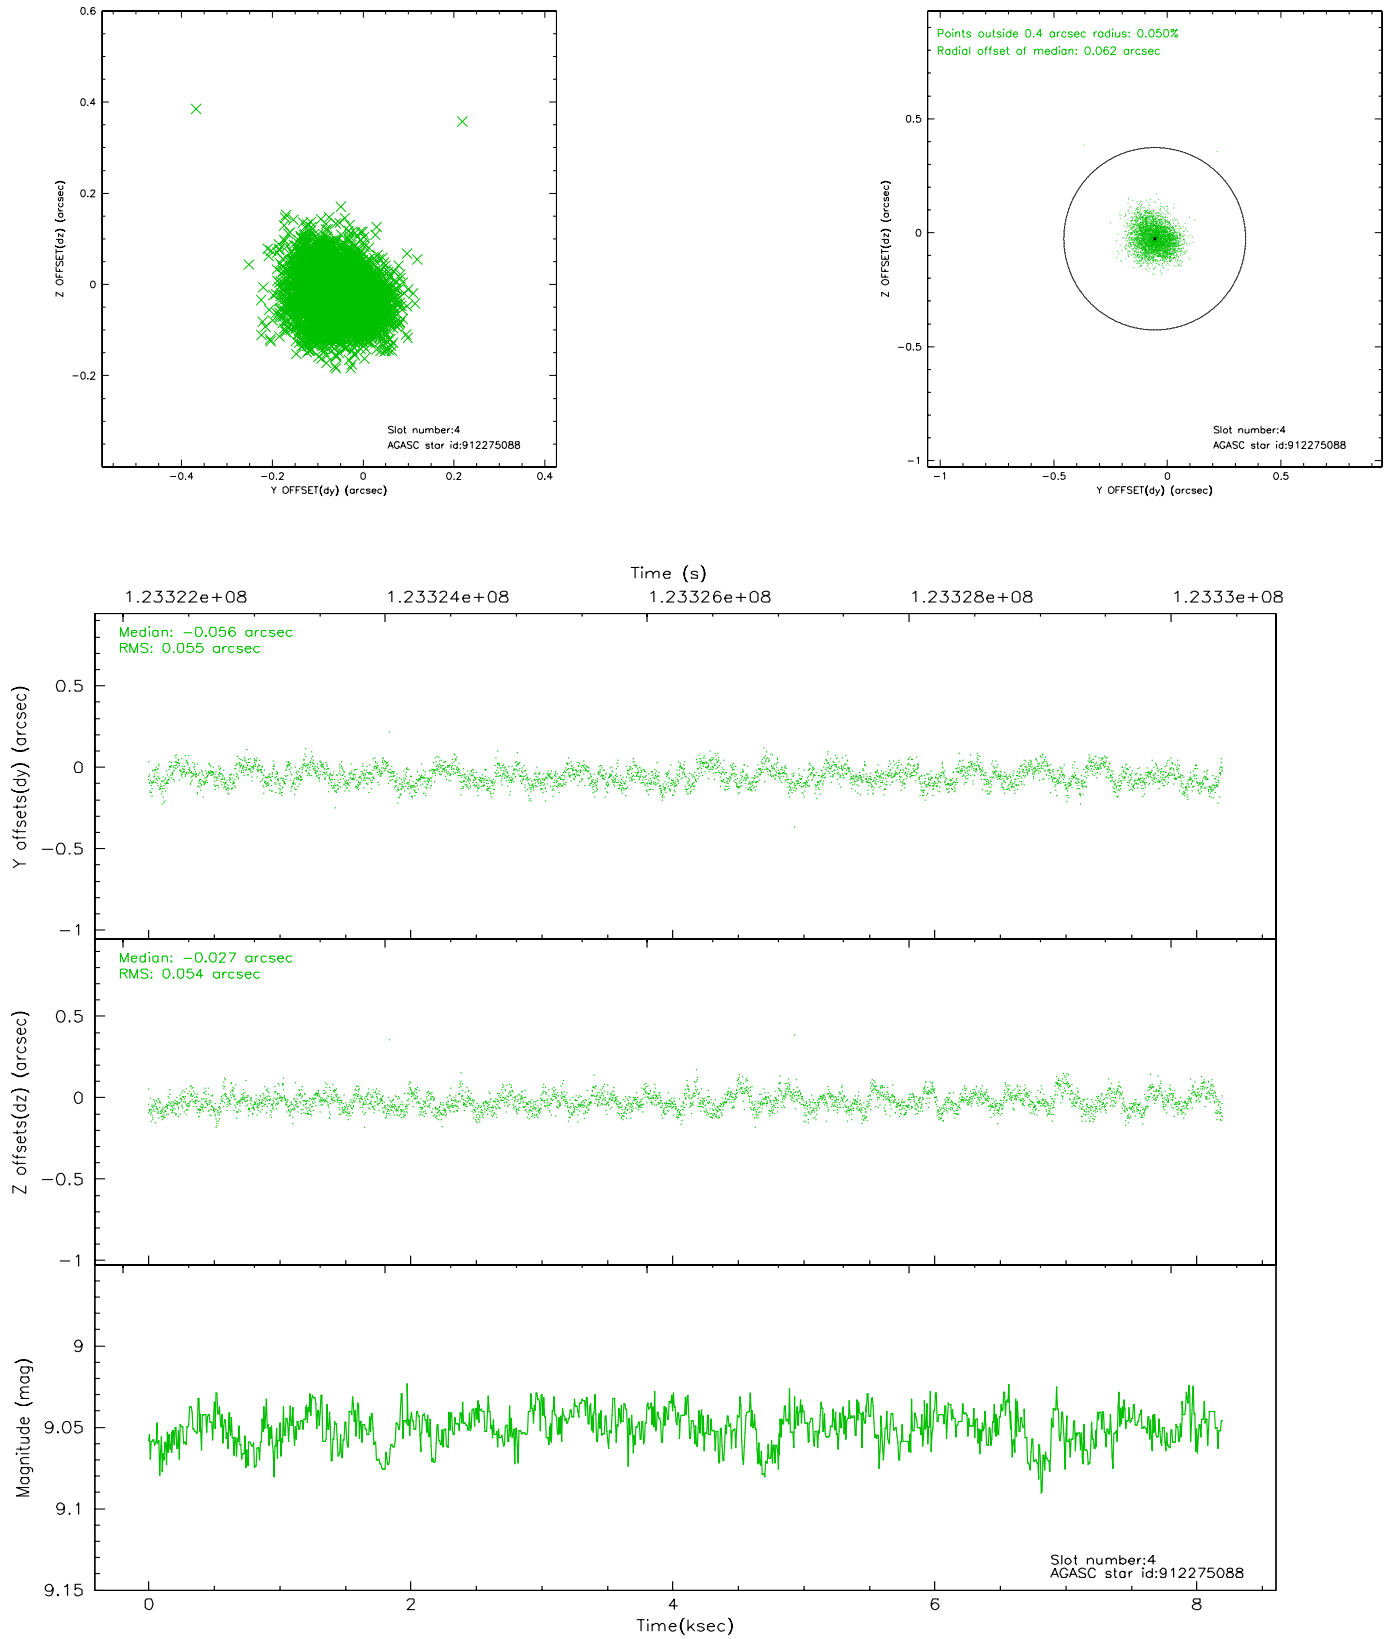 0.6
0.4
0.2
0
−0.2
−0.4
−0.2
0
0.2
0.4
Z OFFSET(dz) (arcsec)
Y OFFSET(dy) (arcsec)
Slot number:4
AGASC star id:912275088
Points outside 0.4 arcsec radius: 0.050%
Radial offset of median: 0.062 arcsec
0.5
0
−0.5
−1
−1
−0.5
0
0.5
Z OFFSET(dz) (arcsec)
Y OFFSET(dy) (arcsec)
Slot number:4
AGASC star id:912275088
Time (s)
1.23322e+08
1.23324e+08
1.23326e+08
1.23328e+08
1.2333e+08
Median: −0.056 arcsec
RMS: 0.055 arcsec
0.5
0
−0.5
−1
Y offsets(dy) (arcsec)
Median: −0.027 arcsec
RMS: 0.054 arcsec
0.5
0
−0.5
−1
Z offsets(dz) (arcsec)
9
9.05
9.1
9.15
Magnitude (mag)
Slot number:4
AGASC star id:912275088
0
2
4
6
8
Time(ksec)